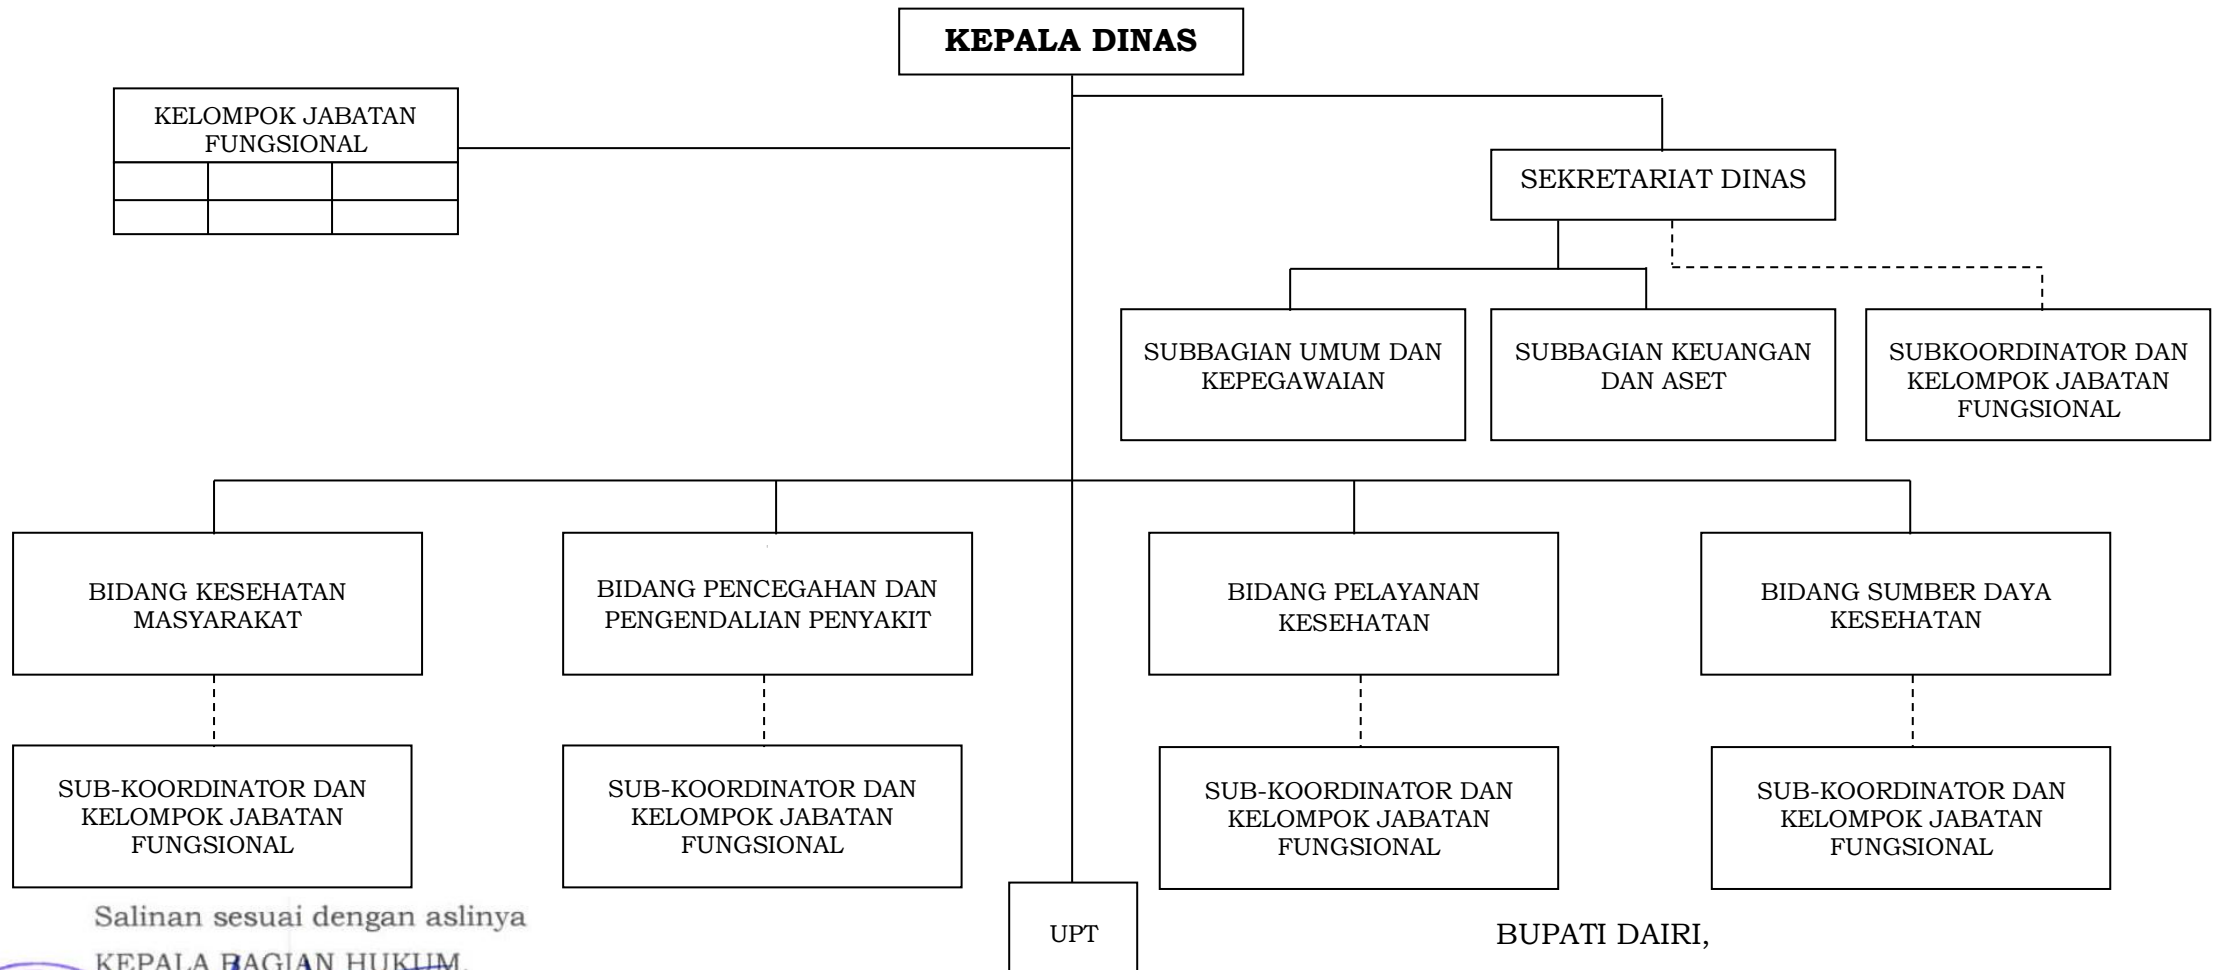 KEPALA DINAS
KELOMPOK JABATAN
FUNGSIONAL
SEKRETARIAT DINAS
SUBBAGIAN UMUM DAN
KEPEGAWAIAN
SUBBAGIAN KEUANGAN
DAN ASET
SUBKOORDINATOR DAN
KELOMPOK JABATAN
FUNGSIONAL
BIDANG KESEHATAN
MASYARAKAT
BIDANG PENCEGAHAN DAN
PENGENDALIAN PENYAKIT
BIDANG PELAYANAN
KESEHATAN
BIDANG SUMBER DAYA
KESEHATAN
SUB-KOORDINATOR DAN
KELOMPOK JABATAN
FUNGSIONAL
SUB-KOORDINATOR DAN
KELOMPOK JABATAN
FUNGSIONAL
SUB-KOORDINATOR DAN
KELOMPOK JABATAN
FUNGSIONAL
SUB-KOORDINATOR DAN
KELOMPOK JABATAN
FUNGSIONAL
Salinan sesuai dengan aslinya
KEPALA BAGIAN HUKUM,
UPT
BUPATI DAIRI,